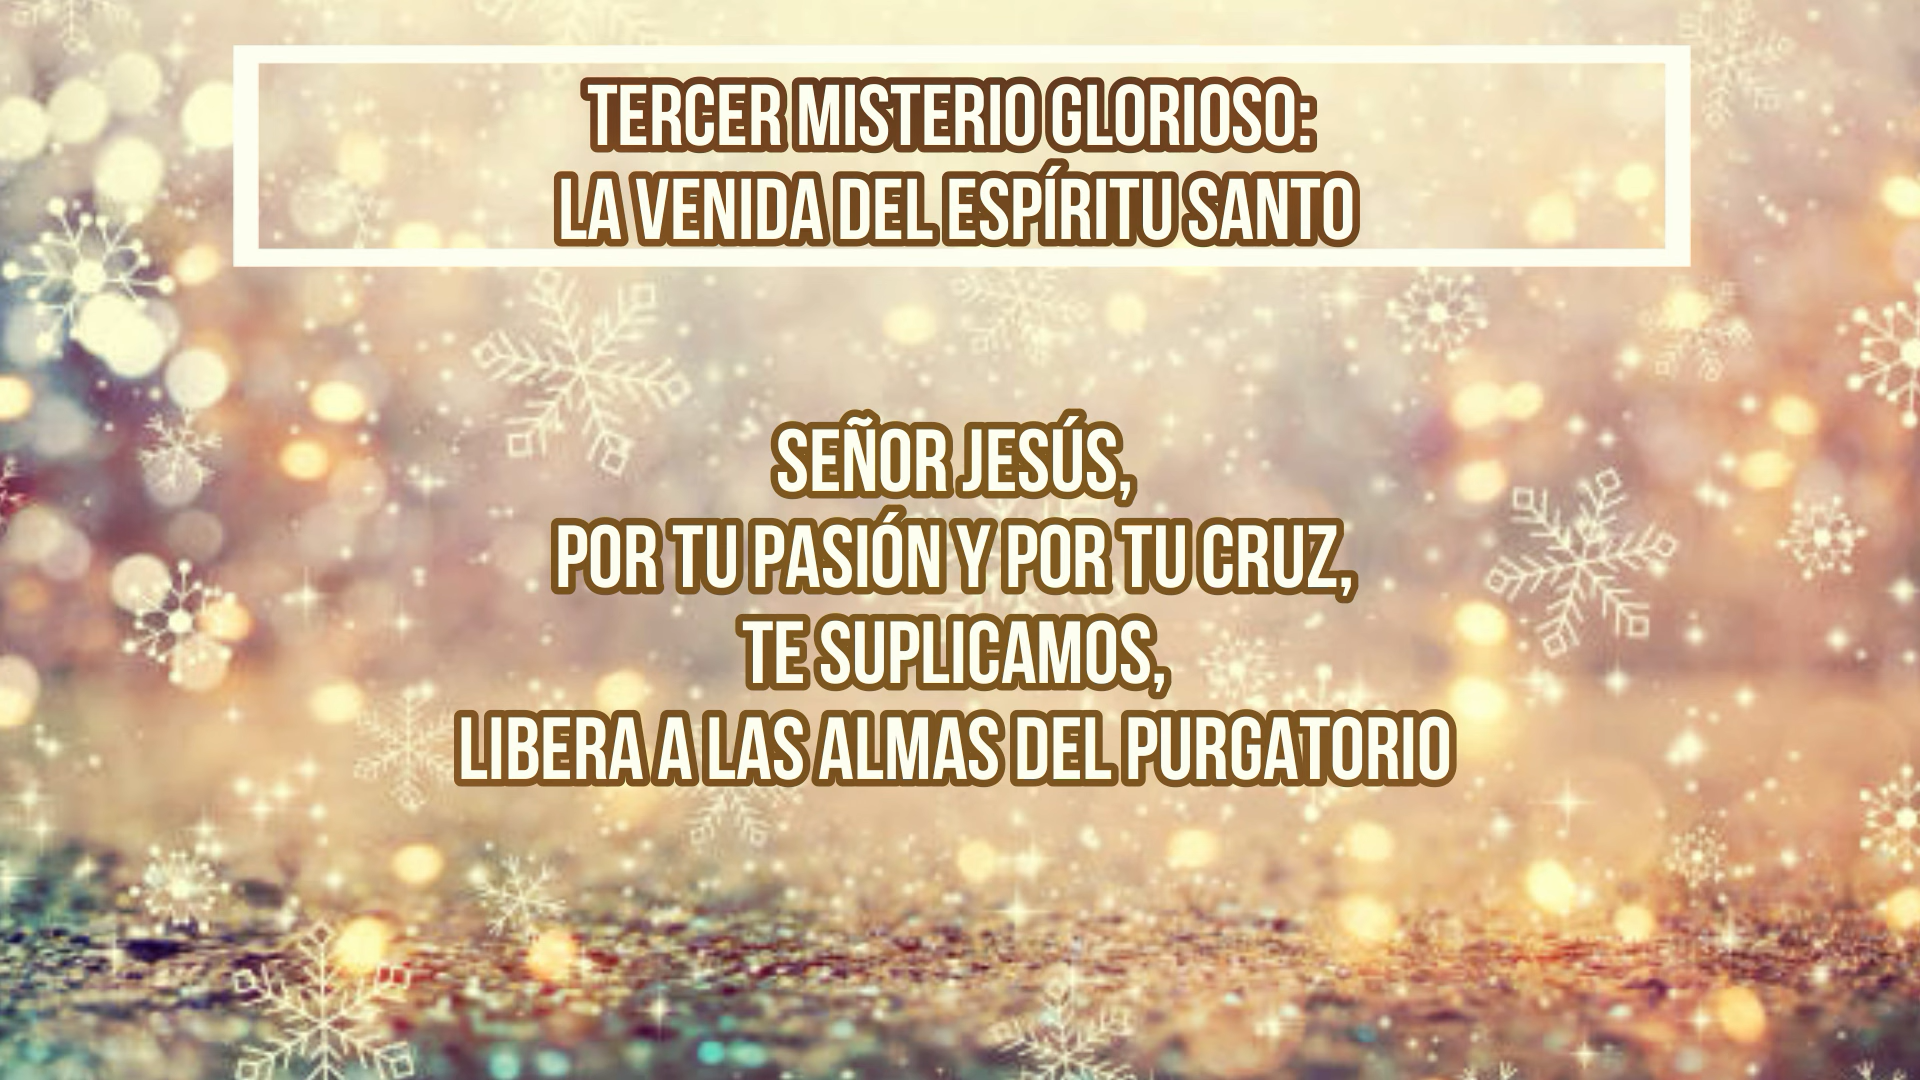 TERCER MISTERIO GLORIOSO:
LA VENIDA DEL ESPÍRITU SANTO
SEÑOR JESÚS,
POR TU PASIÓN Y POR TU CRUZ,
TE SUPLICAMOS,
LIBERA A LAS ALMAS DEL PURGATORIO